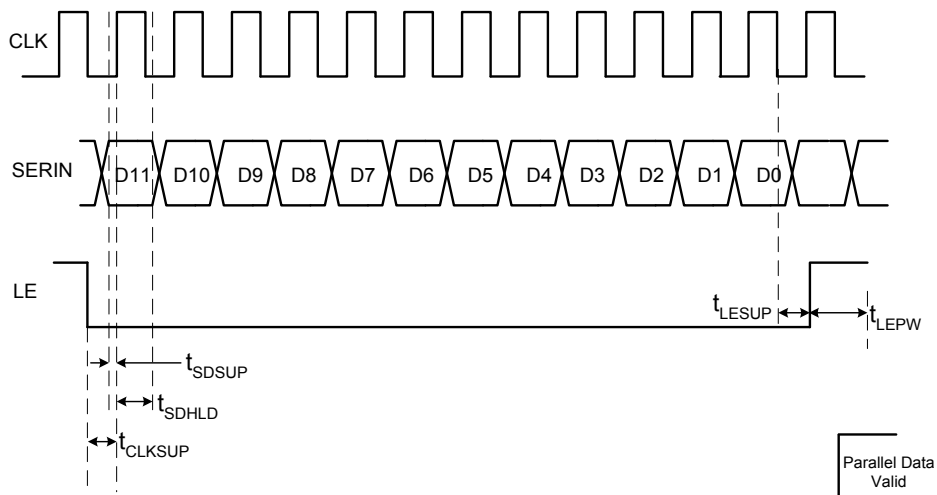 CLK
SERIN
D11 D10 D9 D8 D7 D6 D5 D4 D3 D2 D1 D0
LE
tLESUP
tLEPW
tSDSUP
tSDHLD
tCLKSUP
Parallel Data
Valid